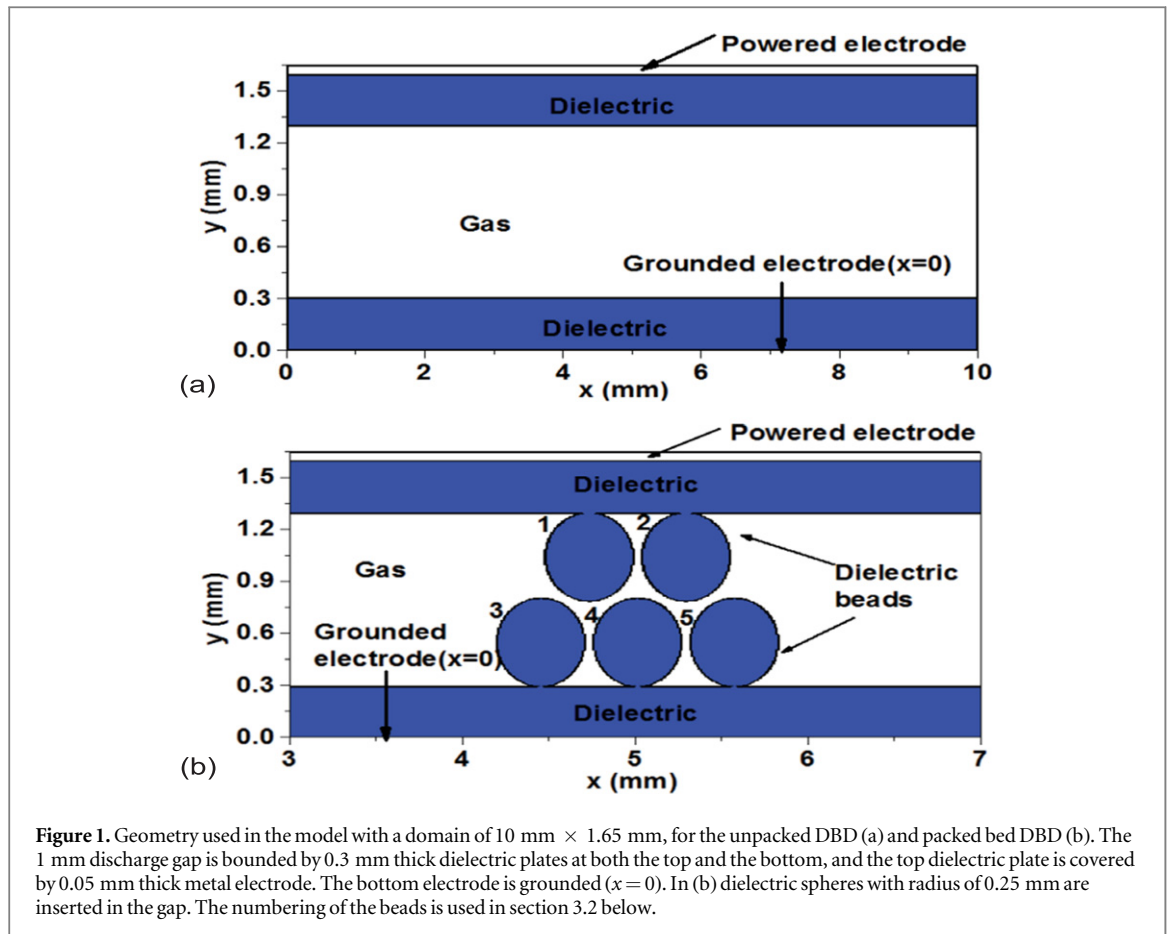 Powered electrode
1.5
Dielectric
1.2
y (mm)
0.9
Gas
0.6
Grounded electrode(x=0)
0.3
Dielectric
0.0
0 2 4 6 8 10
(a)
x (mm)
Powered electrode
1.5
Dielectric
1.2
1 2
Gas
Dielectric
beads
0.9
y (mm)
3 4 5
0.6
Grounded
electrode(x=0)
0.3
Dielectric
0.0
3 4 5 6 7
(b)
x (mm)
Figure 1. Geometry used in the model with a domain of 10 mm × 1.65 mm, for the unpacked DBD (a) and packed bed DBD (b). The
1 mm discharge gap is bounded by 0.3 mm thick dielectric plates at both the top and the bottom, and the top dielectric plate is covered
by 0.05 mm thick metal electrode. The bottom electrode is grounded (x = 0). In (b) dielectric spheres with radius of 0.25 mm are
inserted in the gap. The numbering of the beads is used in section 3.2 below.